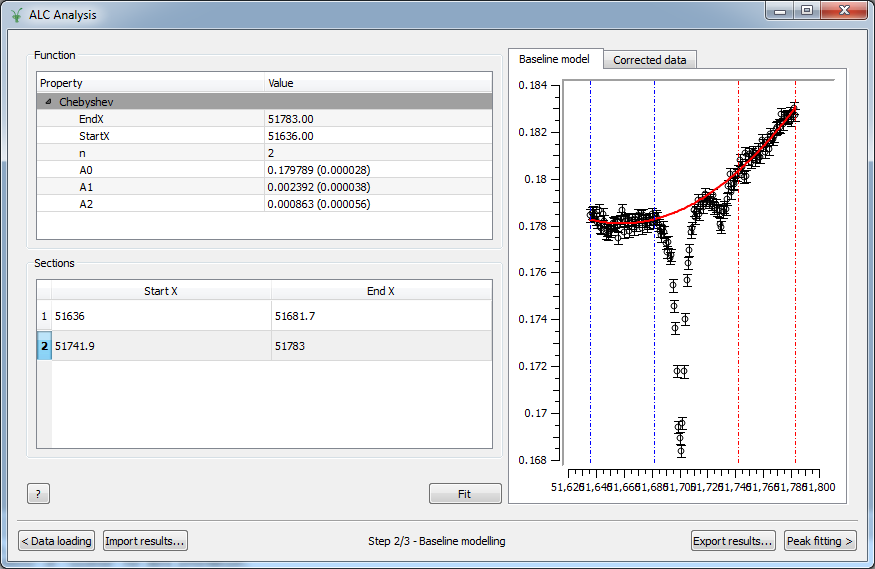 ALC Analysis
Function
Property Value
Chebyshev
EndX 51783.00
StartX 51636.00
n 2
A0 0.179789 (0.000028)
A1 0.002392 (0.000038)
A2 0.000863 (0.000056)
Sections
Start X End X
1 51636 51681.7
2 51741.9 51783
?
Fit
Baseline model Corrected data
0.184
0.182
0.18
0.178
0.176
0.174
0.172
0.17
0.168
51,620 51,640 51,660 51,680 51,700 51,720 51,740 51,760 51,780 51,800
< Data loading Import results... Step 2/3 - Baseline modelling Export results... Peak fitting >